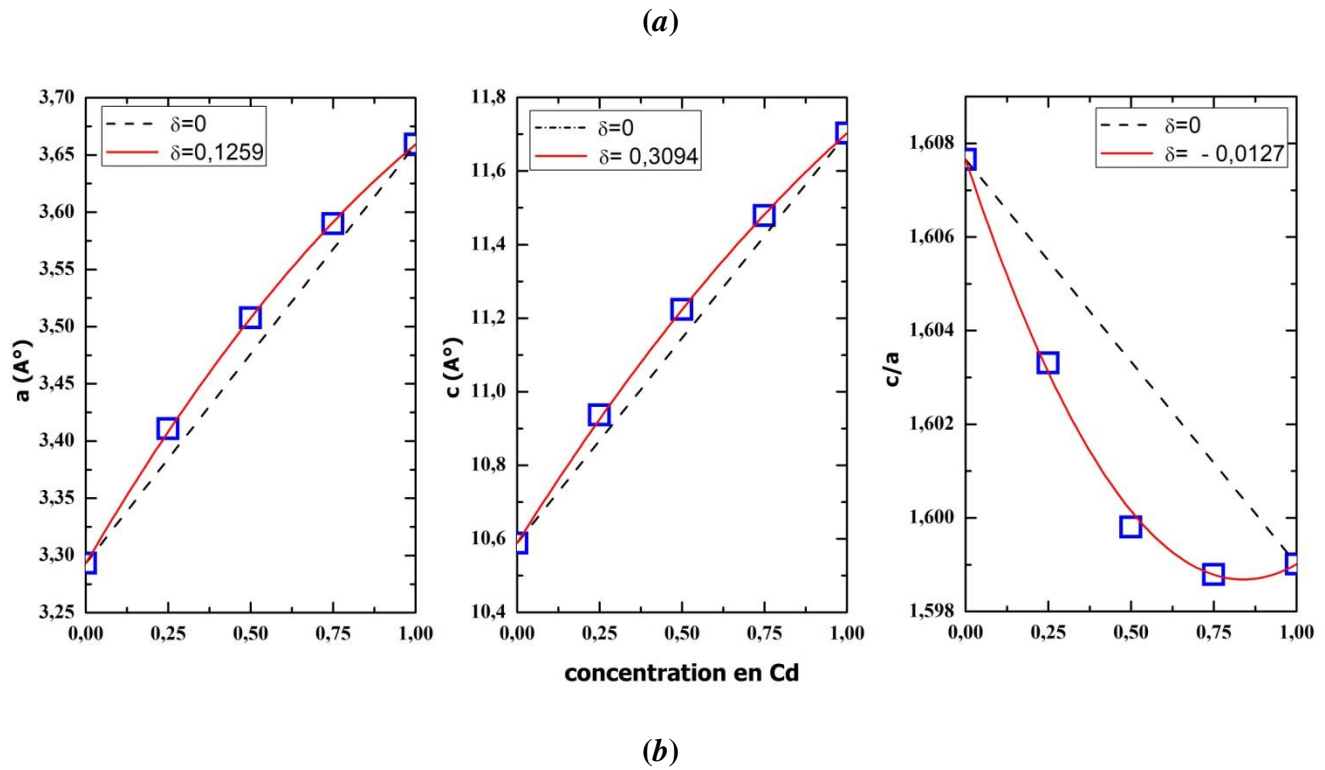 (a)
3,70
3,65
3,60
3,55
3,50
3,45
3,40
3,35
3,30
3,25
a (A°)
δ=0
δ=0,1259
0,00 0,25 0,50 0,75 1,00
11,8
11,6
11,4
11,2
11,0
10,8
10,6
10,4
c (A°)
δ=0
δ= 0,3094
0,00 0,25 0,50 0,75 1,00
1,608
1,606
1,604
1,602
1,600
1,598
c/a
δ=0
δ= - 0,0127
0,00 0,25 0,50 0,75 1,00
concentration en Cd
(b)